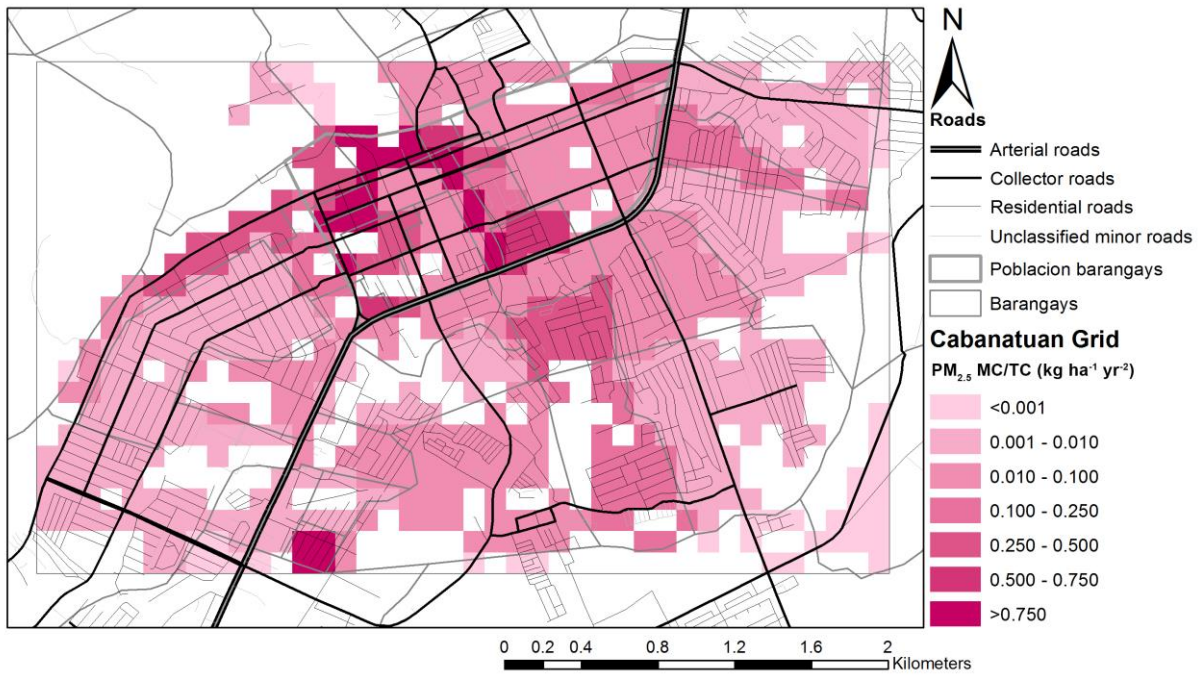 N
Roads
Arterial roads
Collector roads
Residential roads
Unclassified minor roads
Poblacion barangays
Barangays
Cabanatuan Grid
PM2.5 MC/TC (kg ha-1 yr-2)
<0.001
0.001 - 0.010
0.010 - 0.100
0.100 - 0.250
0.250 - 0.500
0.500 - 0.750
>0.750
0 0.2 0.4 0.8 1.2 1.6 2
Kilometers